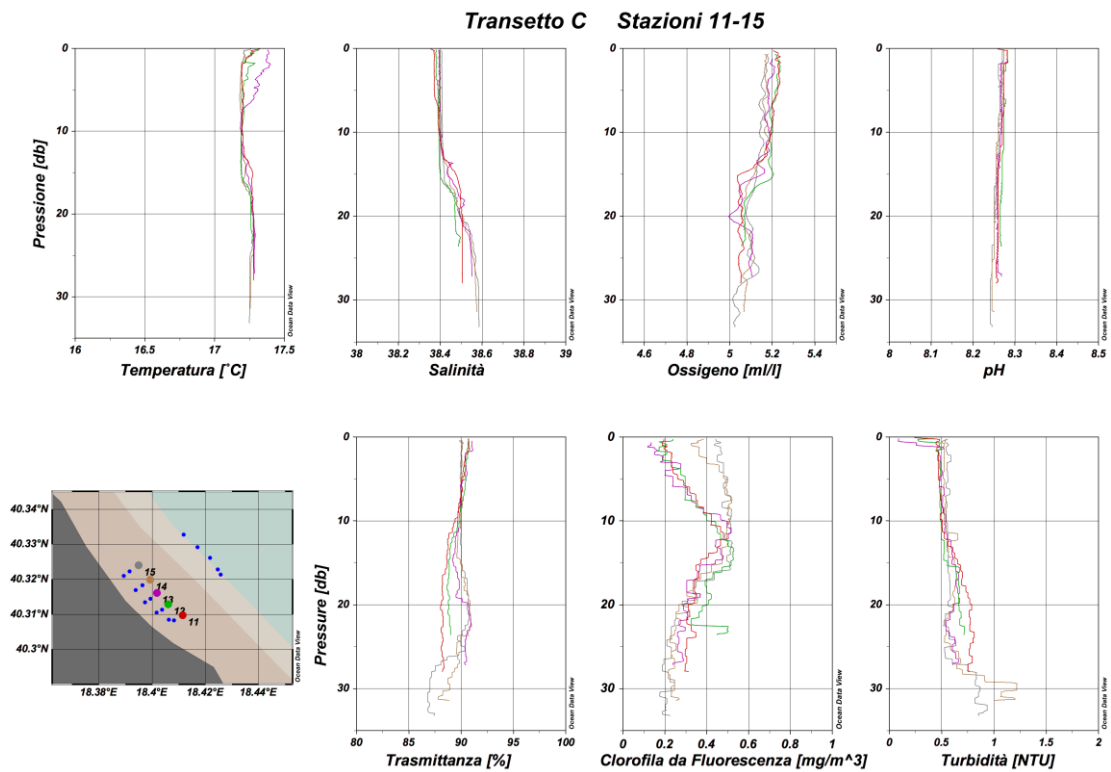 Transetto C Stazioni 11-15
0
10
20
30
Pressione [db]
16 16.5 17 17.5
Temperatura [˚C]
Ocean Data View
0
10
20
30
38 38.2 38.4 38.6 38.8 39
Salinità
Ocean Data View
0
10
20
30
4.6 4.8 5 5.2 5.4
Ossigeno [ml/l]
Ocean Data View
0
10
20
30
8 8.1 8.2 8.3 8.4 8.5
pH
Ocean Data View
40.34°N
40.33°N
40.32°N
40.31°N
40.3°N
15
14
13
12
11
18.38°E 18.4°E 18.42°E 18.44°E
Ocean Data View
0
10
20
30
Pressure [db]
80 85 90 95 100
Trasmittanza [%]
Ocean Data View
0
10
20
30
0 0.2 0.4 0.6 0.8 1
Clorofila da Fluorescenza [mg/m^3]
Ocean Data View
0
10
20
30
0 0.5 1 1.5 2
Turbidità [NTU]
Ocean Data View